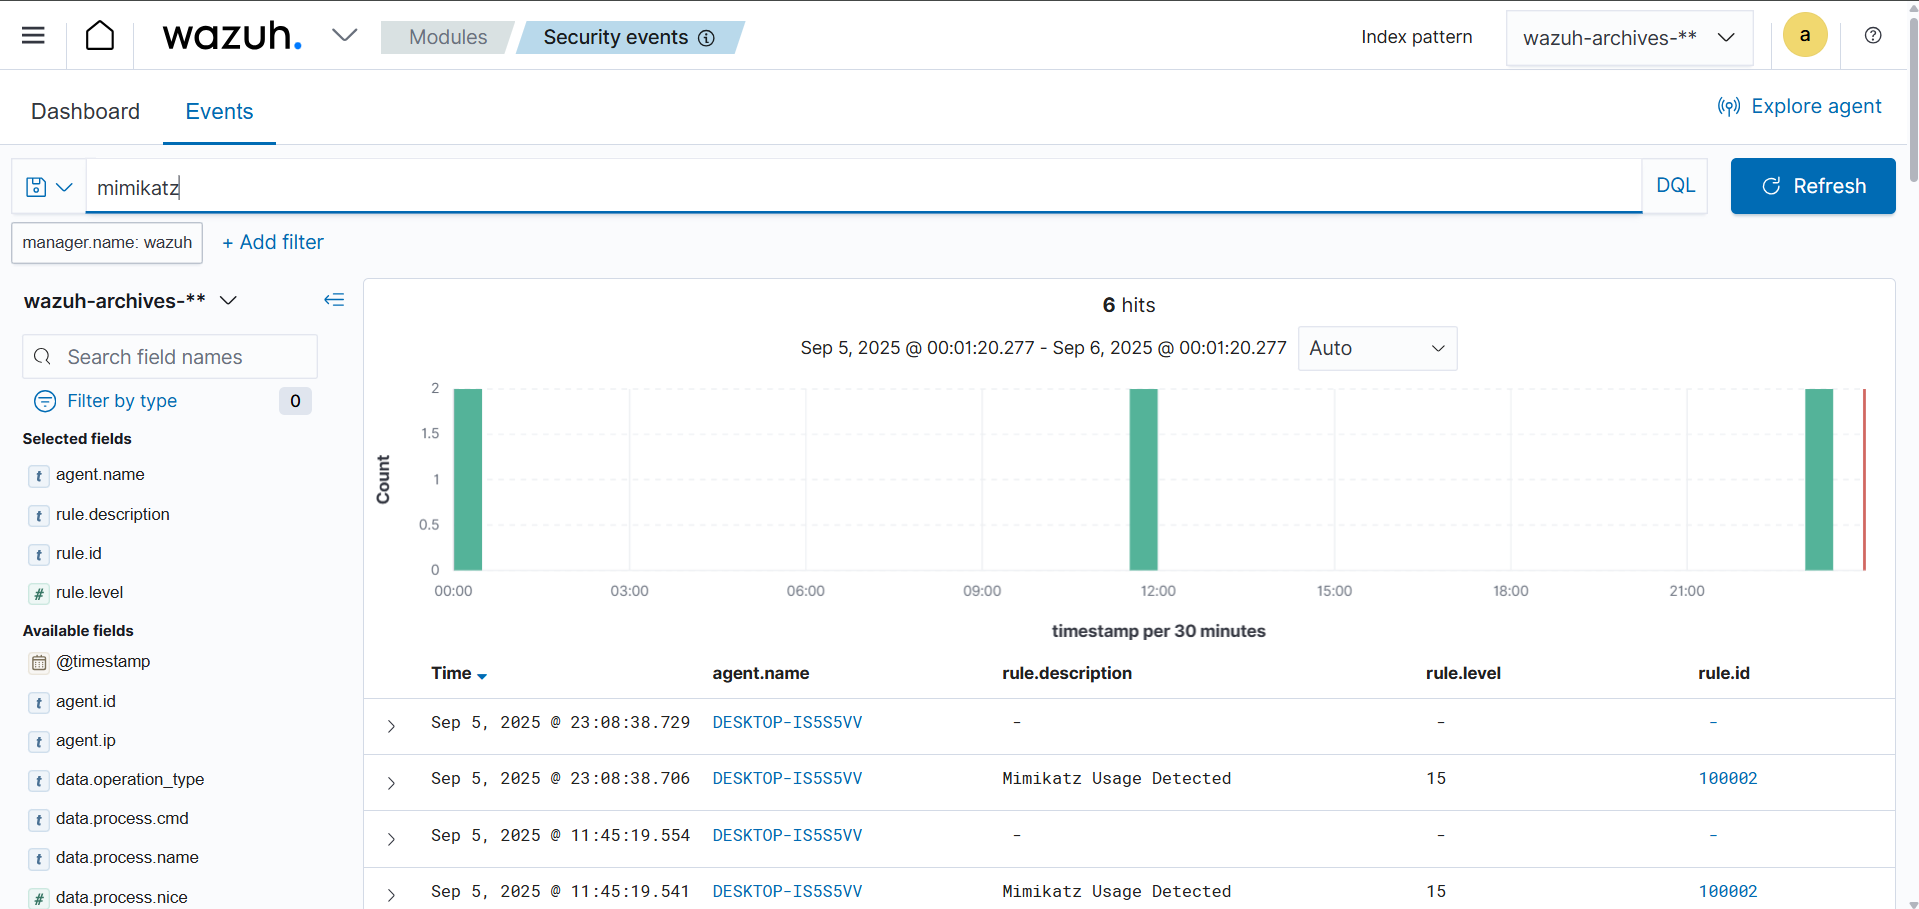 wazuh.
Modules
Security events
Index pattern
wazuh-archives-**
a
Dashboard
Events
Explore agent
mimikatz
DQL
Refresh
manager.name: wazuh
+ Add filter
wazuh-archives-**
Search field names
Filter by type
0
Selected fields
t agent.name
t rule.description
t rule.id
# rule.level
Available fields
@timestamp
t agent.id
t agent.ip
t data.operation_type
t data.process.cmd
t data.process.name
# data.process.nice
6 hits
Sep 5, 2025 @ 00:01:20.277 - Sep 6, 2025 @ 00:01:20.277
Auto
Count
2
1.5
1
0.5
0
00:00 03:00 06:00 09:00 12:00 15:00 18:00 21:00
timestamp per 30 minutes
Time agent.name rule.description rule.level rule.id
Sep 5, 2025 @ 23:08:38.729 DESKTOP-IS5S5VV - - -
Sep 5, 2025 @ 23:08:38.706 DESKTOP-IS5S5VV Mimikatz Usage Detected 15 100002
Sep 5, 2025 @ 11:45:19.554 DESKTOP-IS5S5VV - - -
Sep 5, 2025 @ 11:45:19.541 DESKTOP-IS5S5VV Mimikatz Usage Detected 15 100002